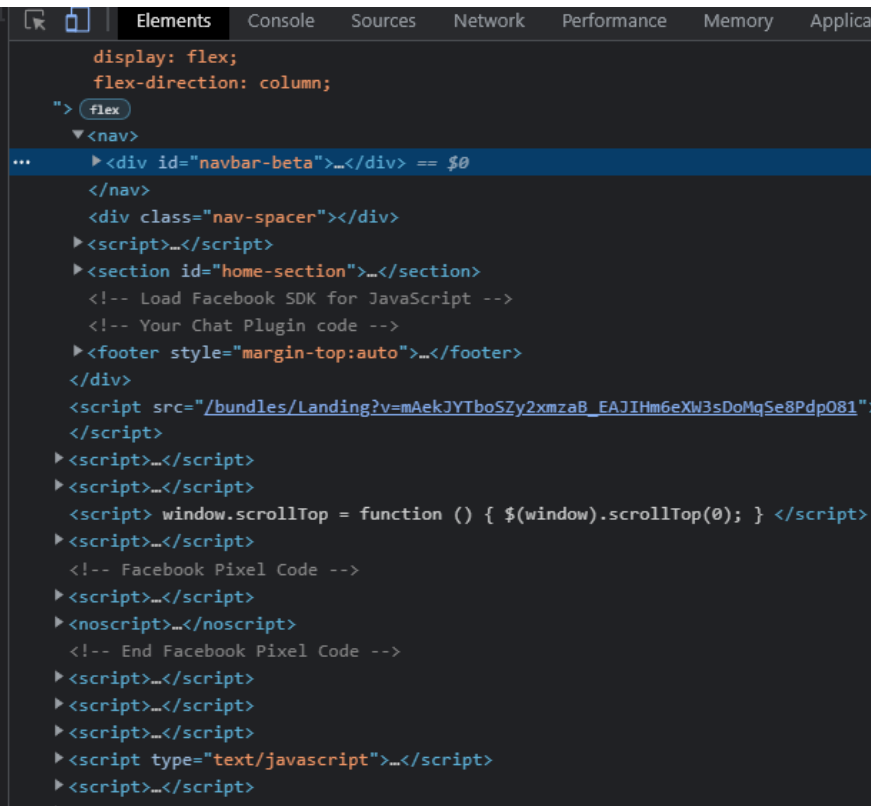 Elements Console Sources Network Performance Memory Applica
display: flex;
flex-direction: column;
"> flex
▼<nav>
… ▶<div id="navbar-beta">…</div> == $0
</nav>
<div class="nav-spacer"></div>
▶<script>…</script>
▶<section id="home-section">…</section>
<!-- Load Facebook SDK for JavaScript -->
<!-- Your Chat Plugin code -->
▶<footer style="margin-top:auto">…</footer>
</div>
<script src="/bundles/Landing?v=mAekJYTboSZy2xmzaB_EAJIHm6eXW3sDoMqSe8PdpO81">
</script>
▶<script>…</script>
▶<script>…</script>
<script> window.scrollTop = function () { $(window).scrollTop(0); } </script>
▶<script>…</script>
<!-- Facebook Pixel Code -->
▶<script>…</script>
▶<noscript>…</noscript>
<!-- End Facebook Pixel Code -->
▶<script>…</script>
▶<script>…</script>
▶<script>…</script>
▶<script type="text/javascript">…</script>
▶<script>…</script>